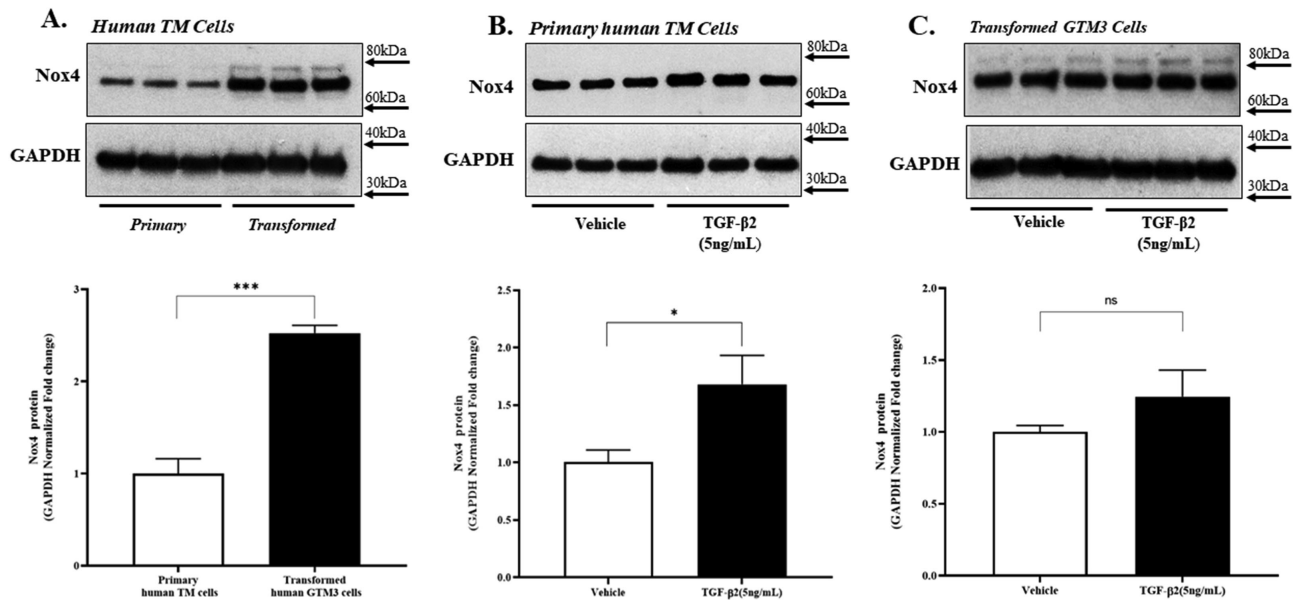 A.
Human TM Cells
Nox4
80kDa
60kDa
GAPDH
40kDa
30kDa
Primary
Transformed
3
2
1
0
Nox4 protein
(GAPDH Normalized Fold change)
***
Primary
human TM cells
Transformed
human GTM3 cells
B.
Primary human TM Cells
Nox4
80kDa
60kDa
GAPDH
40kDa
30kDa
Vehicle
TGF-β2
(5ng/mL)
2.5
2.0
1.5
1.0
0.5
0.0
Nox4 protein
(GAPDH Normalized Fold change)
*
Vehicle
TGF-β2(5ng/mL)
C.
Transformed GTM3 Cells
Nox4
80kDa
60kDa
GAPDH
40kDa
30kDa
Vehicle
TGF-β2
(5ng/mL)
2.0
1.5
1.0
0.5
0.0
Nox4 protein
(GAPDH Normalized Fold change)
ns
Vehicle
TGF-β2(5ng/mL)